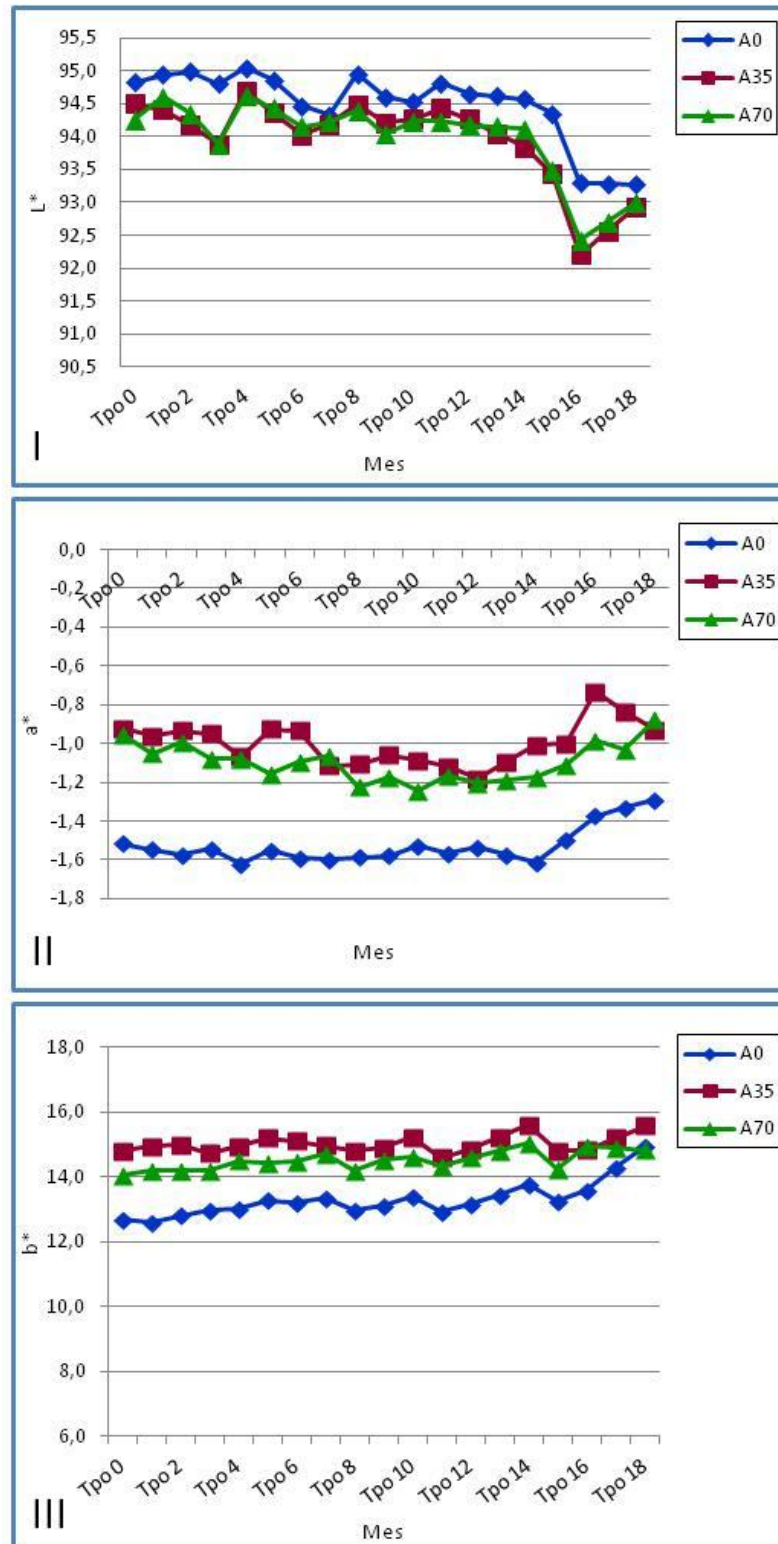 95,5
95,0
94,5
94,0
93,5
93,0
92,5
92,0
91,5
91,0
90,5
L*
Tpo 0
Tpo 2
Tpo 4
Tpo 6
Tpo 8
Tpo 10
Tpo 12
Tpo 14
Tpo 16
Tpo 18
Mes
A0
A35
A70
I
0,0
-0,2
-0,4
-0,6
-0,8
-1,0
-1,2
-1,4
-1,6
-1,8
a*
Tpo 0
Tpo 2
Tpo 4
Tpo 6
Tpo 8
Tpo 10
Tpo 12
Tpo 14
Tpo 16
Tpo 18
Mes
A0
A35
A70
II
18,0
16,0
14,0
12,0
10,0
8,0
6,0
b*
Tpo 0
Tpo 2
Tpo 4
Tpo 6
Tpo 8
Tpo 10
Tpo 12
Tpo 14
Tpo 16
Tpo 18
Mes
A0
A35
A70
III